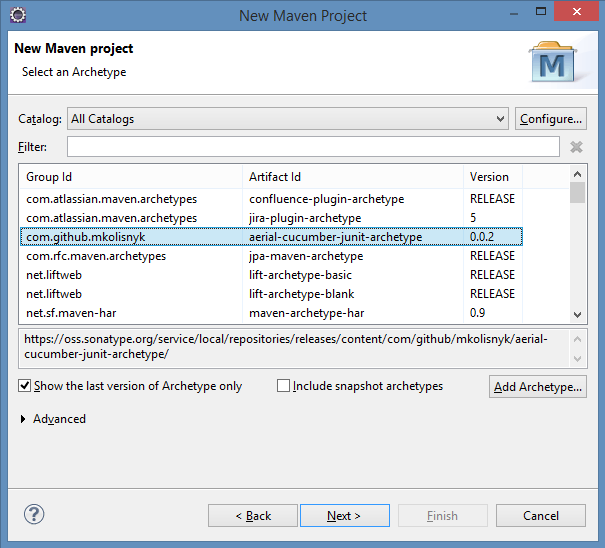 New Maven Project
New Maven project
Select an Archetype
M
Catalog: All Catalogs Configure...
Filter:
Group Id Artifact Id Version
com.atlassian.maven.archetypes confluence-plugin-archetype RELEASE
com.atlassian.maven.archetypes jira-plugin-archetype 5
com.github.mkolisnyk aerial-cucumber-junit-archetype 0.0.2
com.rfc.maven.archetypes jpa-maven-archetype RELEASE
net.liftweb lift-archetype-basic RELEASE
net.liftweb lift-archetype-blank RELEASE
net.sf.maven-har maven-archetype-har 0.9
https://oss.sonatype.org/service/local/repositories/releases/content/com/github/mkolisnyk/aerial-
cucumber-junit-archetype/
Show the last version of Archetype only Include snapshot archetypes Add Archetype...
Advanced
? < Back Next > Finish Cancel